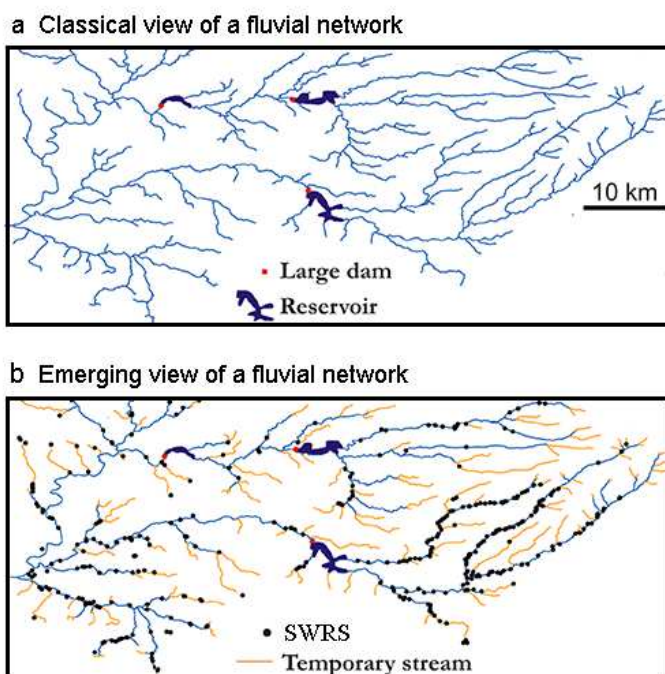 a Classical view of a fluvial network
10 km
Large dam
Reservoir
b Emerging view of a fluvial network
SWRS
Temporary stream